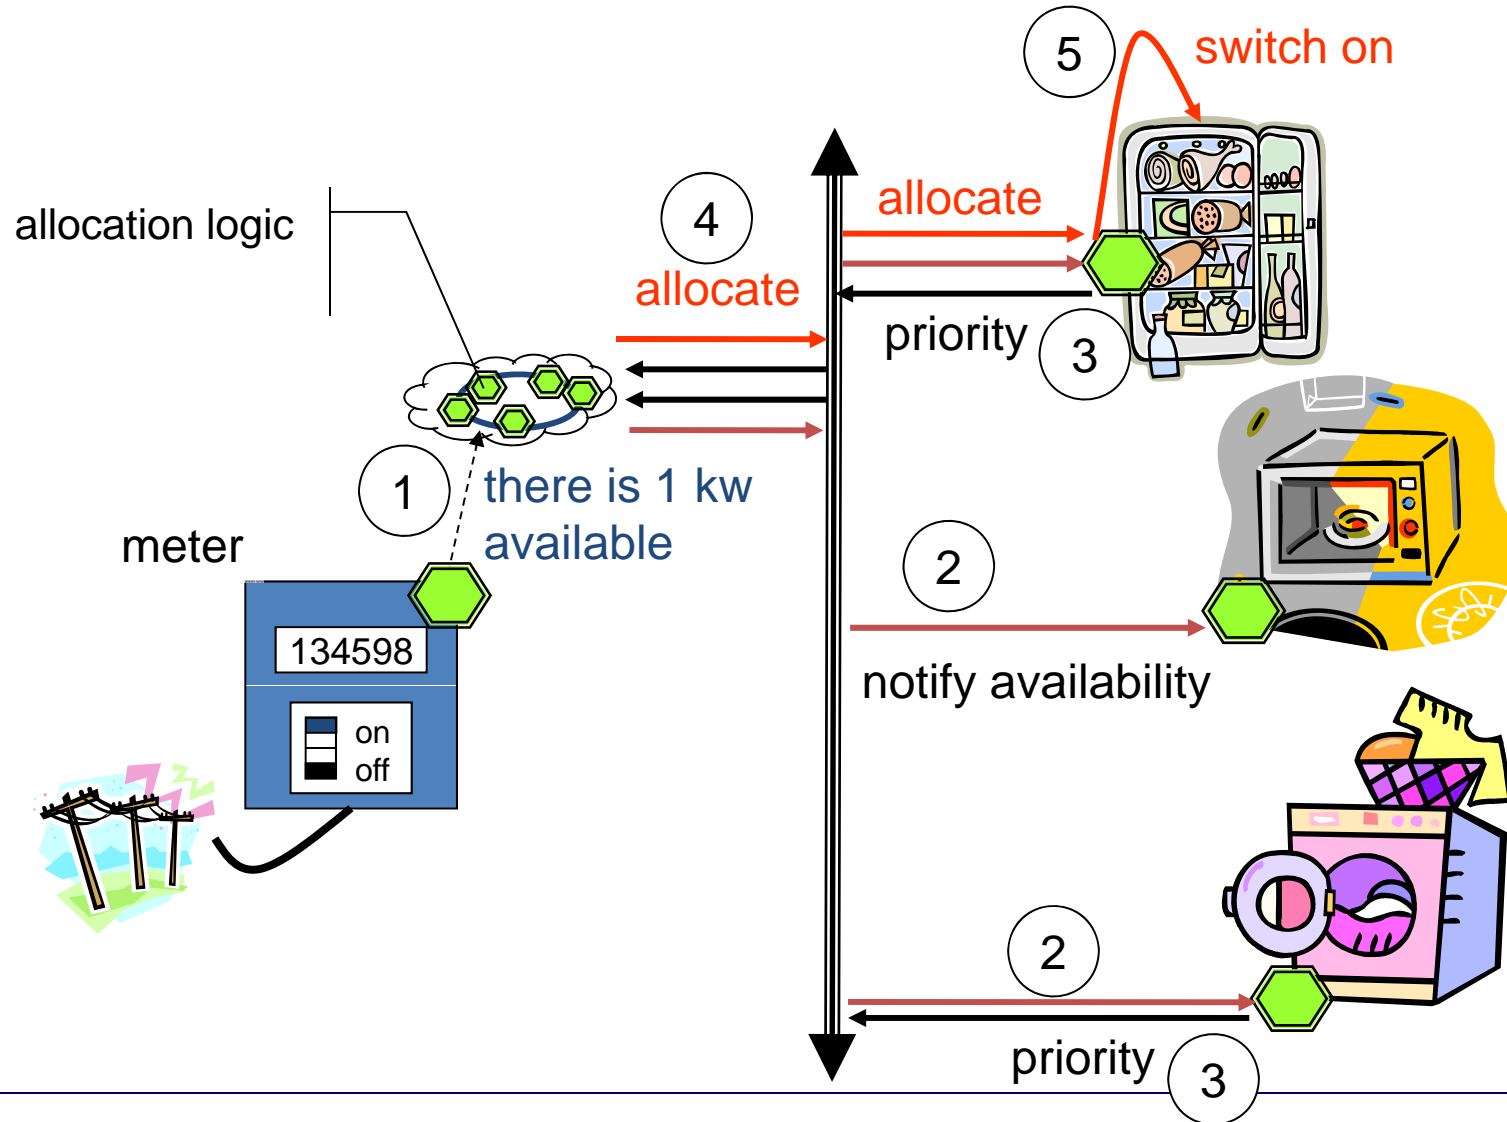 5
switch on
allocation logic
4
allocate
allocate
priority
3
1
there is 1 kw
available
meter
2
134598
notify availability
on
off
2
priority
3